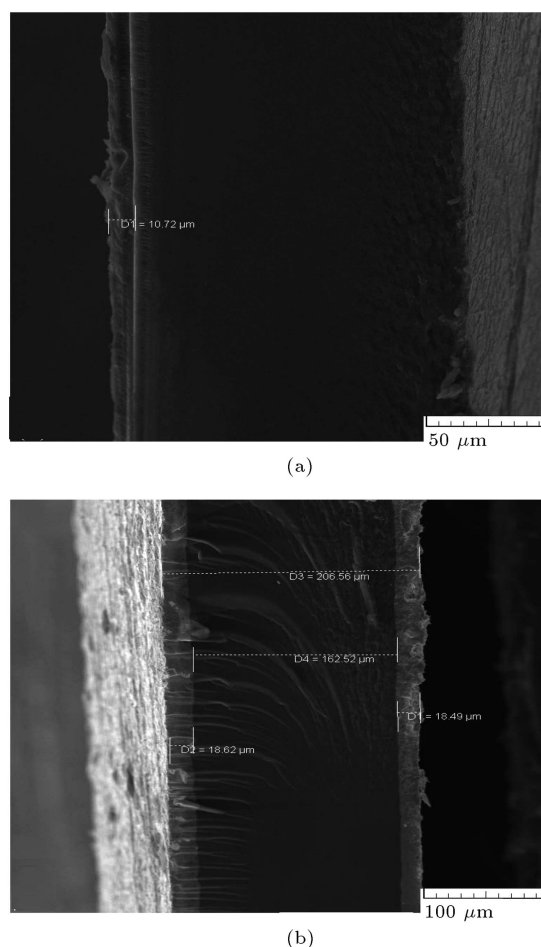 D1 = 10.72 µm
50 µm
(a)
D3 = 206.56 µm
D4 = 162.52 µm
D1 = 18.49 µm
D2 = 18.62 µm
100 µm
(b)